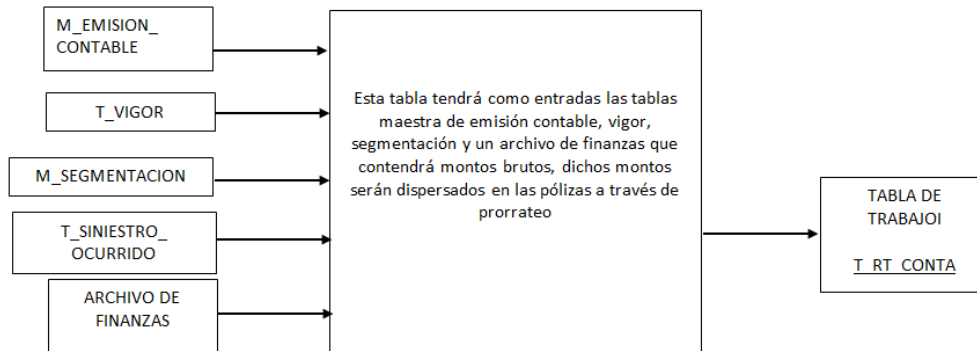 M_EMISION_
CONTABLE
T_VIGOR
M_SEGMENTACION
T_SINIESTRO_
OCURRIDO
ARCHIVO DE
FINANZAS
Esta tabla tendrá como entradas las tablas
maestra de emisión contable, vigor,
segmentación y un archivo de finanzas que
contendrá montos brutos, dichos montos
serán dispersados en las pólizas a través de
prorrateo
TABLA DE
TRABAJOI
T_RT_CONTA